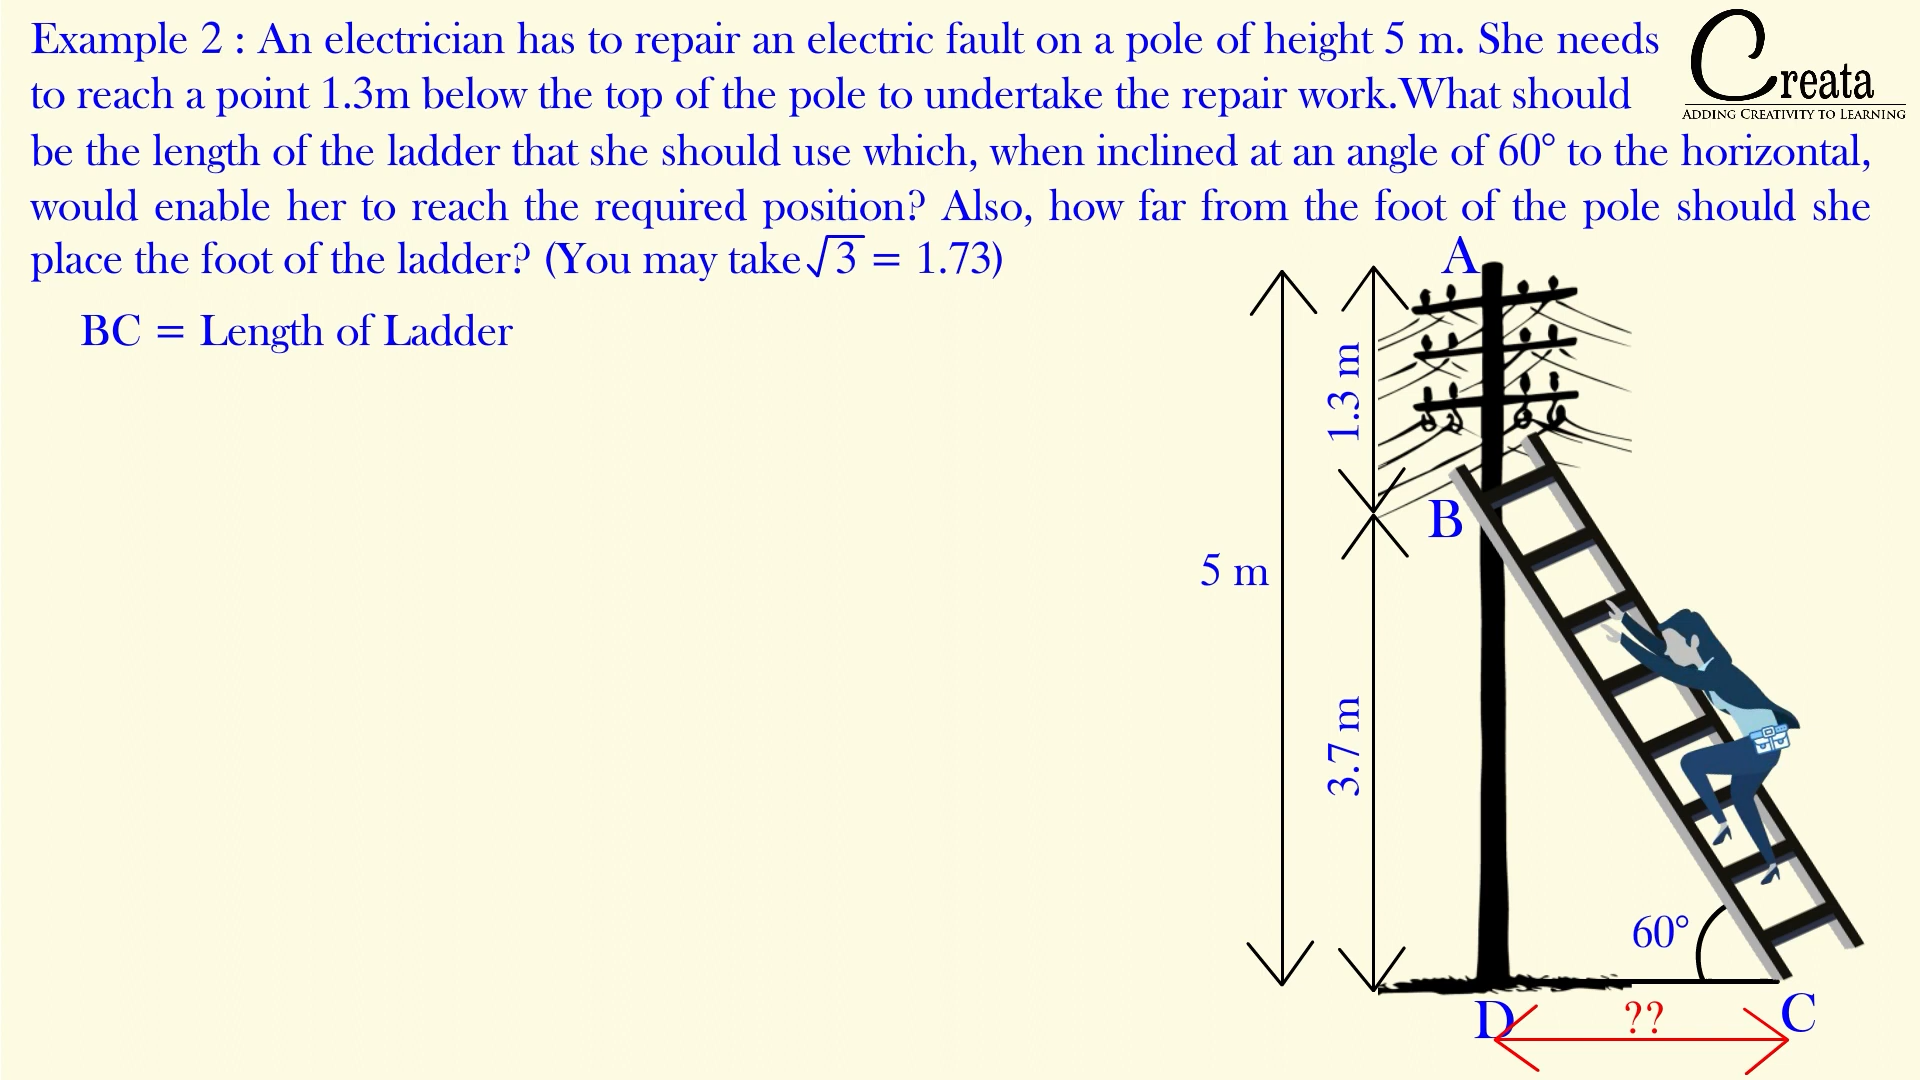 Example 2 : An electrician has to repair an electric fault on a pole of height 5 m. She needs
to reach a point 1.3m below the top of the pole to undertake the repair work.What should
be the length of the ladder that she should use which, when inclined at an angle of 60° to the horizontal,
would enable her to reach the required position? Also, how far from the foot of the pole should she
place the foot of the ladder? (You may take √3 = 1.73)
Creata
ADDING CREATIVITY TO LEARNING
BC = Length of Ladder
A
1.3 m
B
5 m
3.7 m
60°
D
??
C